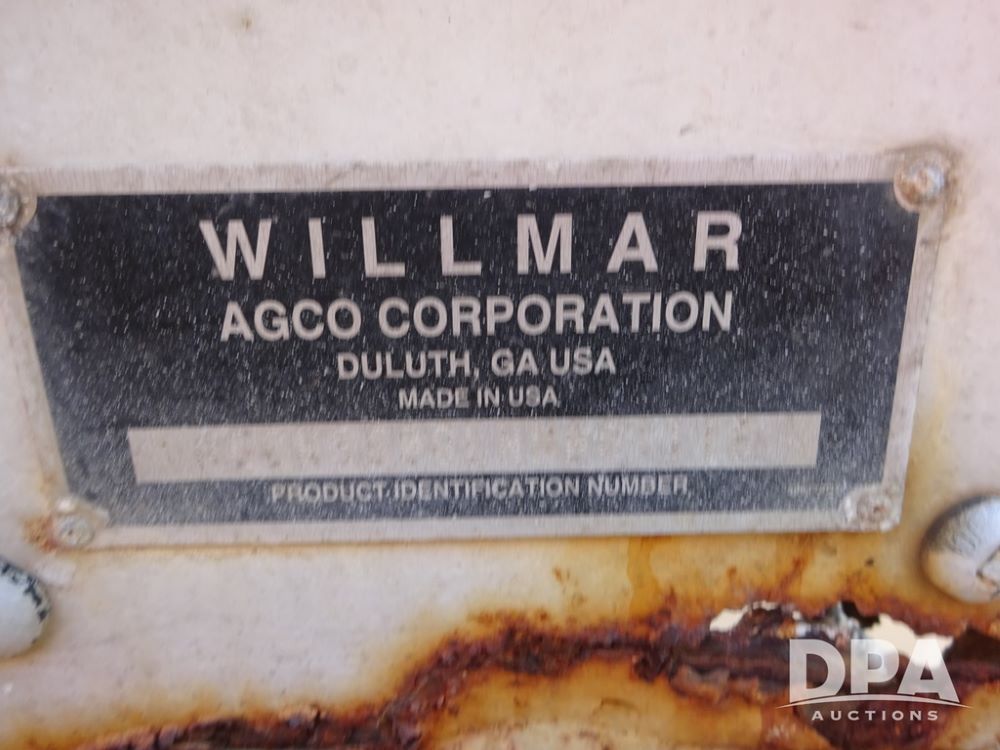 WILLMAR
AGCO CORPORATION
DULUTH, GA USA
MADE IN USA
PRODUCT IDENTIFICATION NUMBER
DPA
AUCTIONS